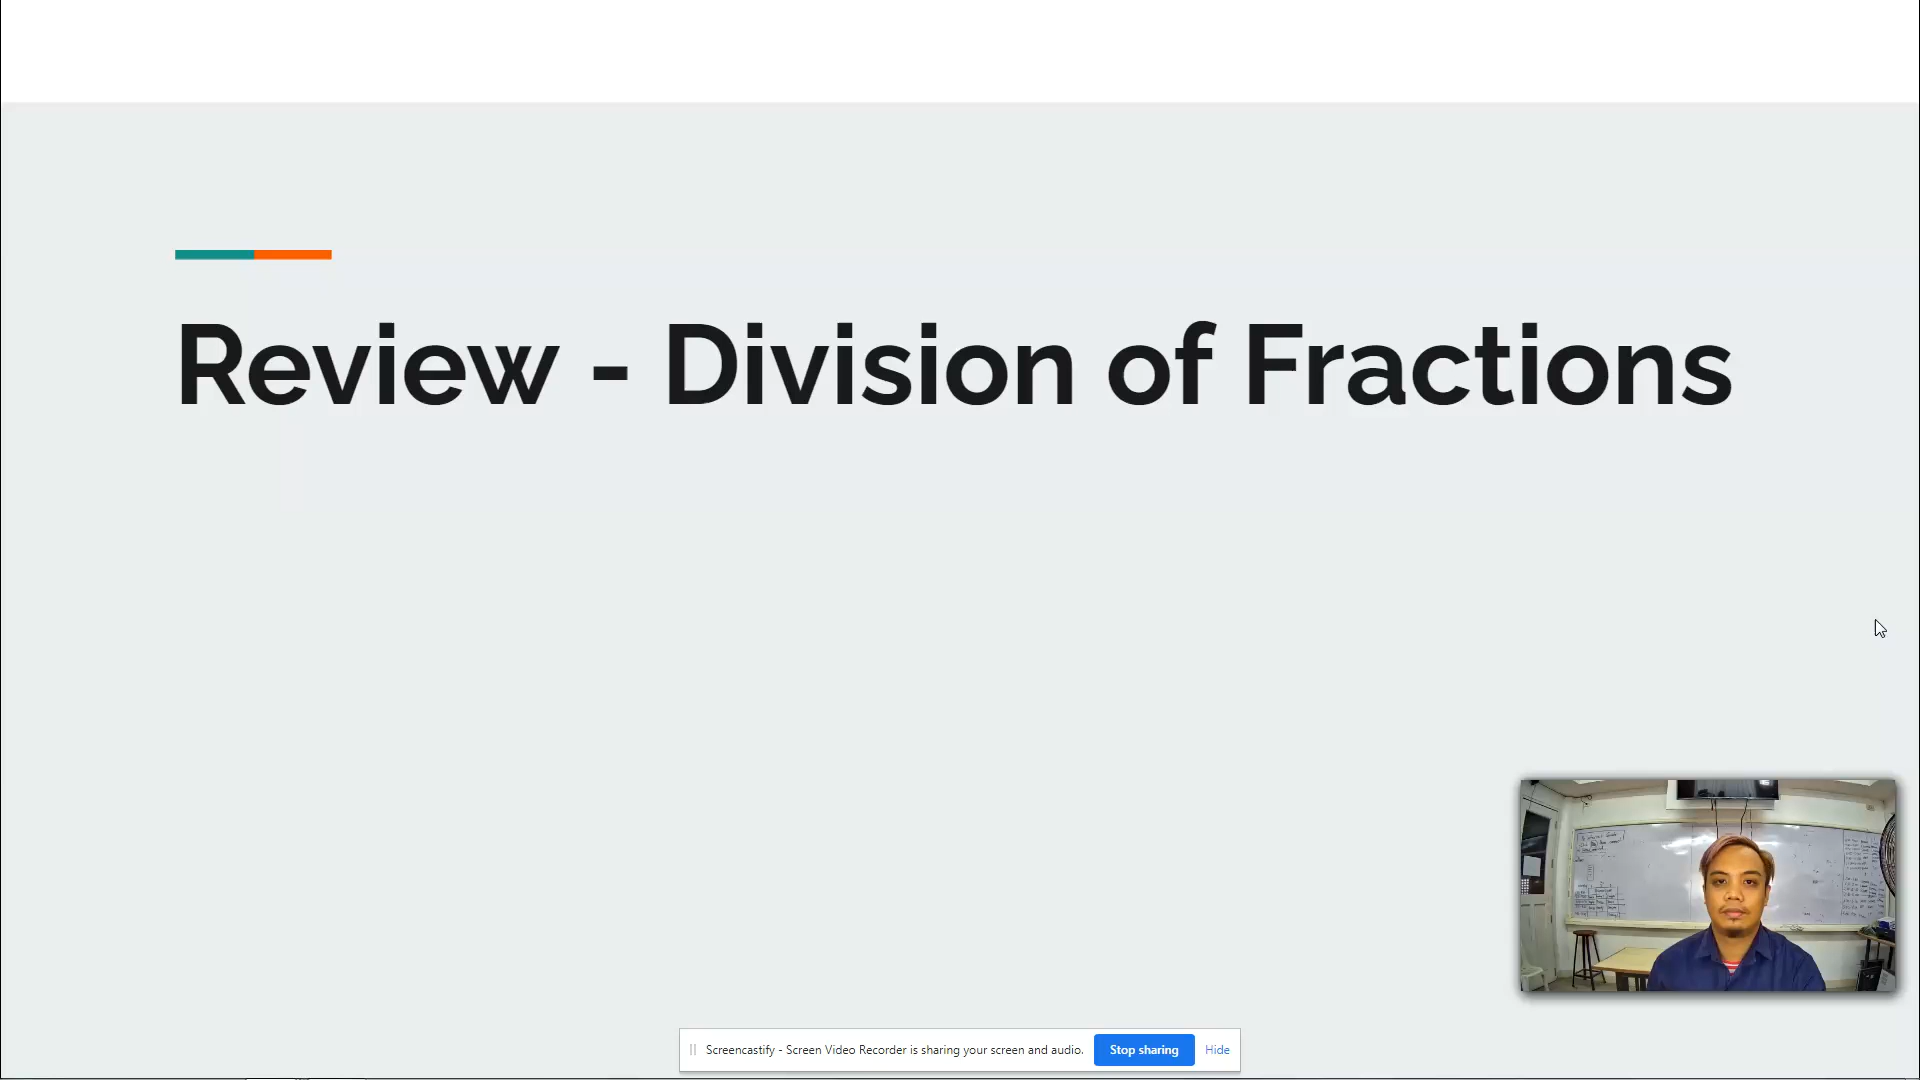 Review - Division of Fractions
Screencastify - Screen Video Recorder is sharing your screen and audio.
Stop sharing
Hide